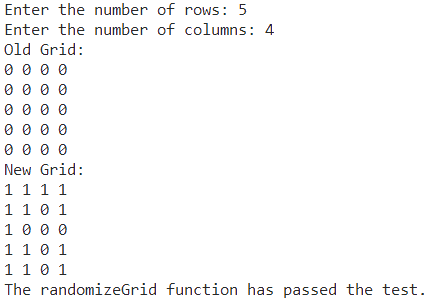 Enter the number of rows: 5
Enter the number of columns: 4
Old Grid:
0 0 0 0
0 0 0 0
0 0 0 0
0 0 0 0
0 0 0 0
New Grid:
1 1 1 1
1 1 0 1
1 0 0 0
1 1 0 1
1 1 0 1
The randomizeGrid function has passed the test.